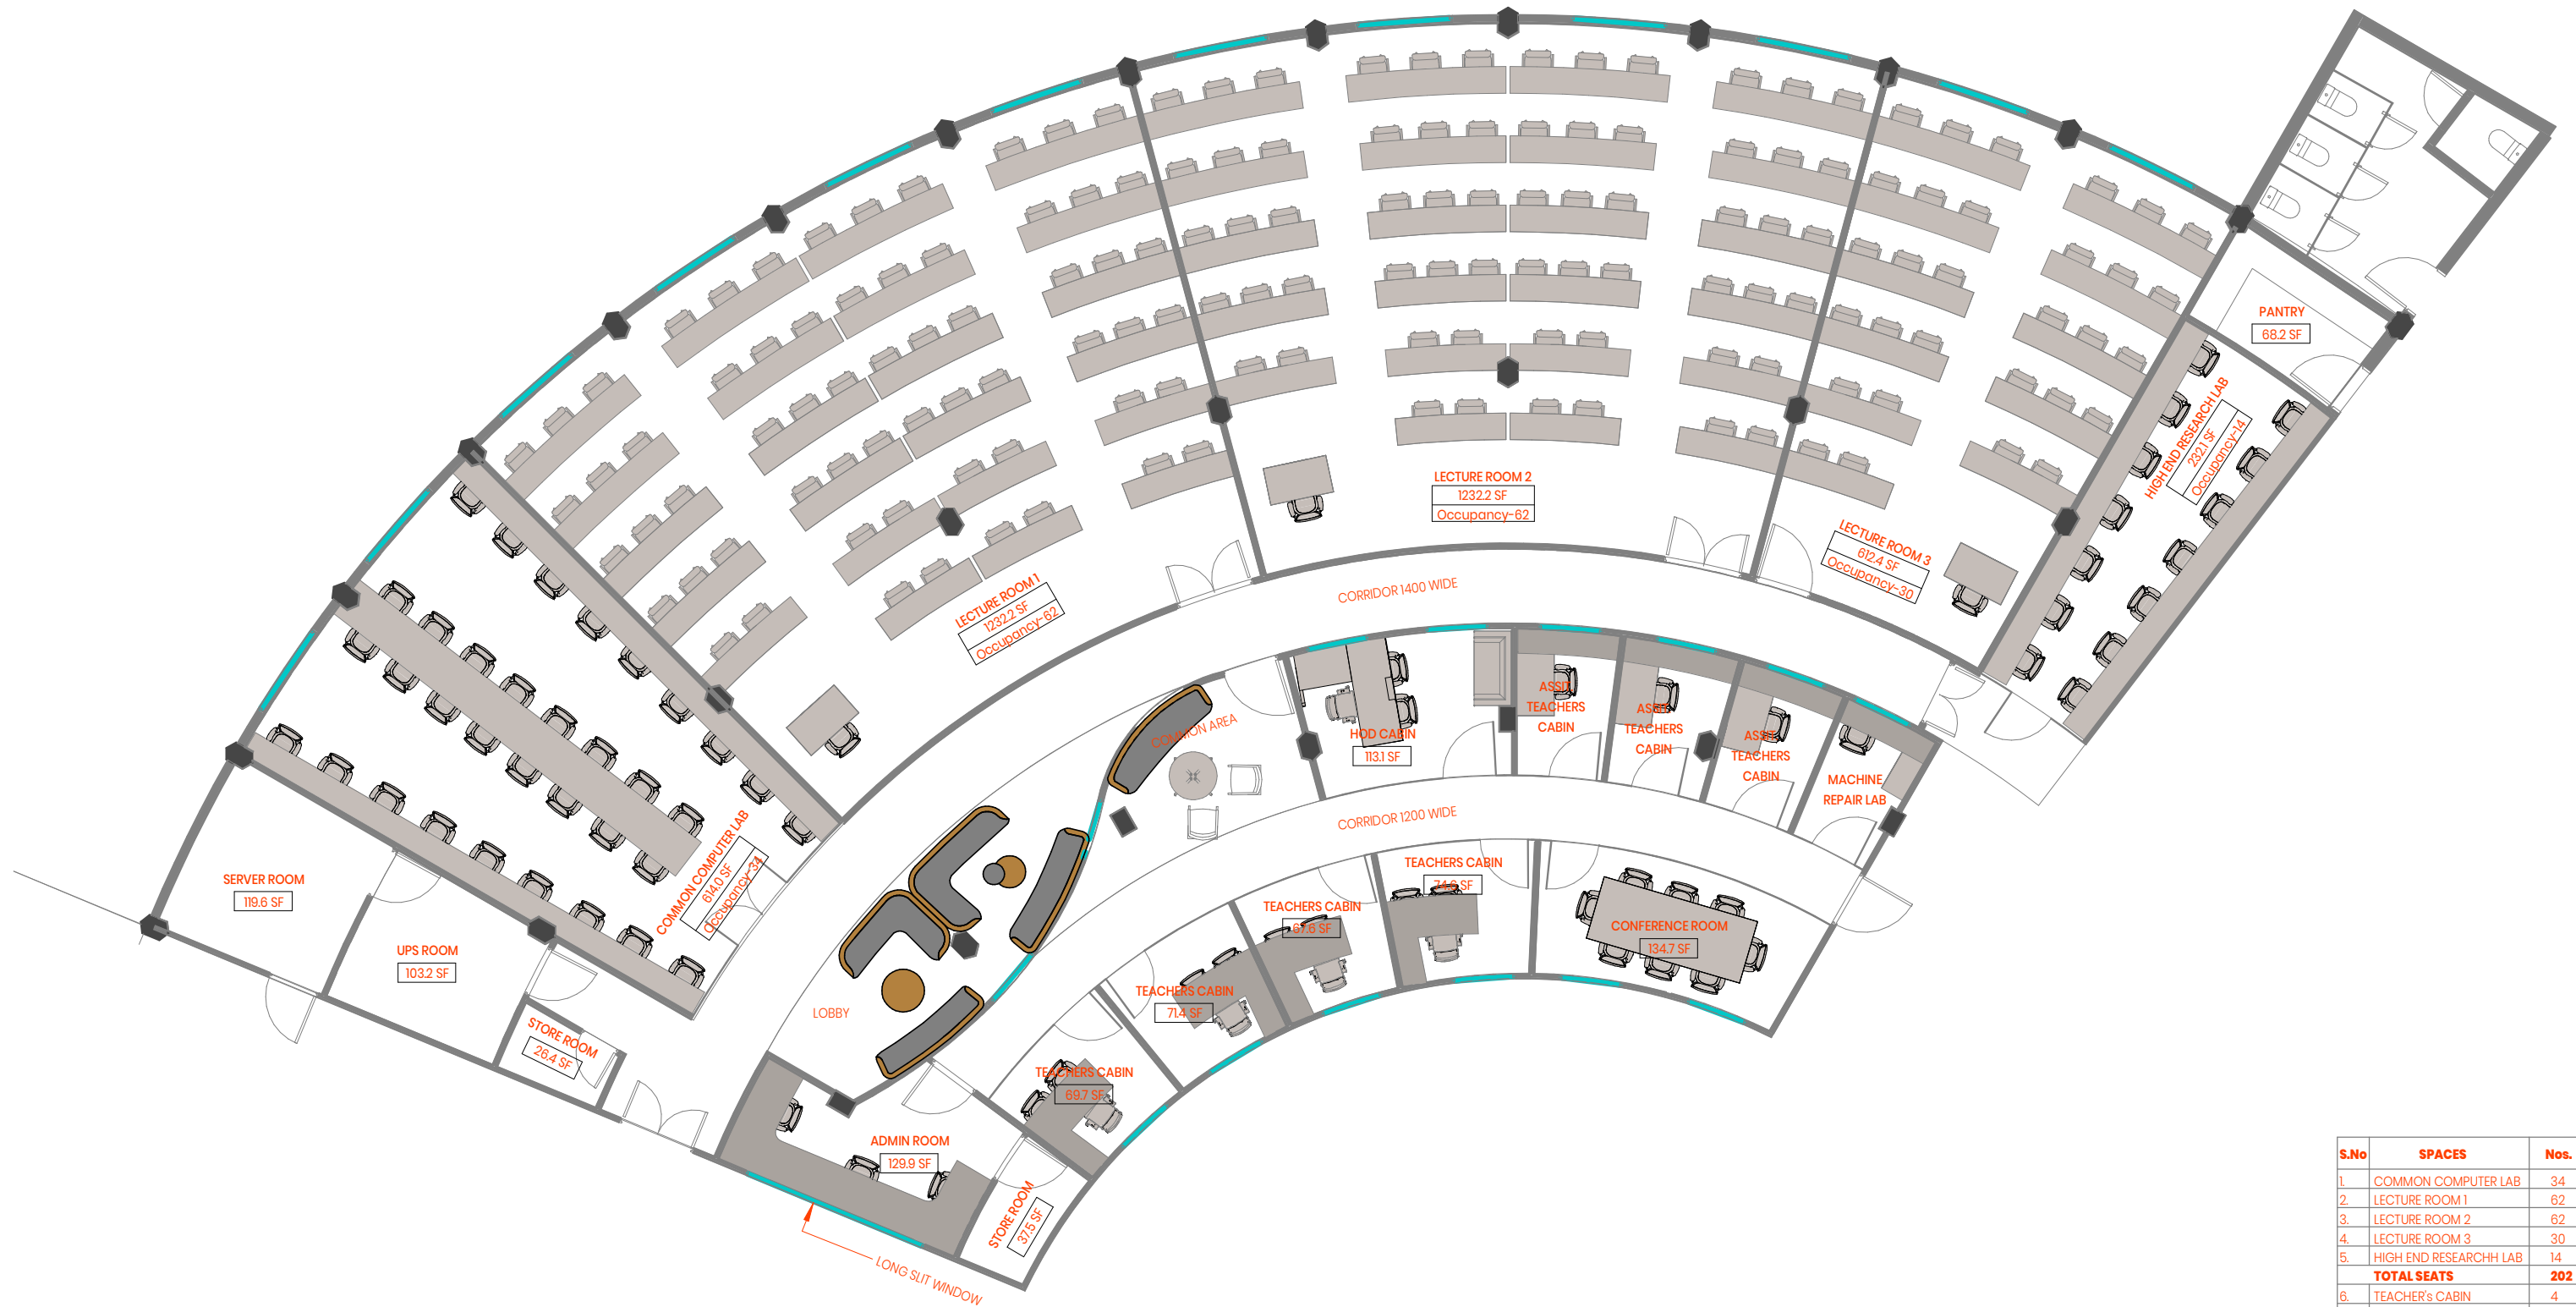 PANTRY
68.2 SF
HIGH END RESEARCH LAB
232.1 SF
Occupancy-14
LECTURE ROOM 2
1232.2 SF
Occupancy-62
LECTURE ROOM 3
612.4 SF
Occupancy-30
LECTURE ROOM 1
1232.2 SF
Occupancy-62
CORRIDOR 1400 WIDE
COMMON AREA
HOD CABIN
113.1 SF
ASSIT
TEACHERS
CABIN
ASSIT
TEACHERS
CABIN
ASSIT
TEACHERS
CABIN
MACHINE
REPAIR LAB
CORRIDOR 1200 WIDE
COMMON COMPUTER LAB
614.0 SF
Occupancy-34
SERVER ROOM
119.6 SF
UPS ROOM
103.2 SF
STORE ROOM
26.4 SF
LOBBY
TEACHERS CABIN
74.6 SF
TEACHERS CABIN
67.6 SF
TEACHERS CABIN
71.4 SF
TEACHERS CABIN
69.7 SF
CONFERENCE ROOM
134.7 SF
ADMIN ROOM
129.9 SF
STORE ROOM
37.5 SF
LONG SLIT WINDOW
S.No SPACES Nos.
1. COMMON COMPUTER LAB 34
2. LECTURE ROOM 1 62
3. LECTURE ROOM 2 62
4. LECTURE ROOM 3 30
5. HIGH END RESEARCHH LAB 14
TOTAL SEATS 202
6. TEACHER's CABIN 4